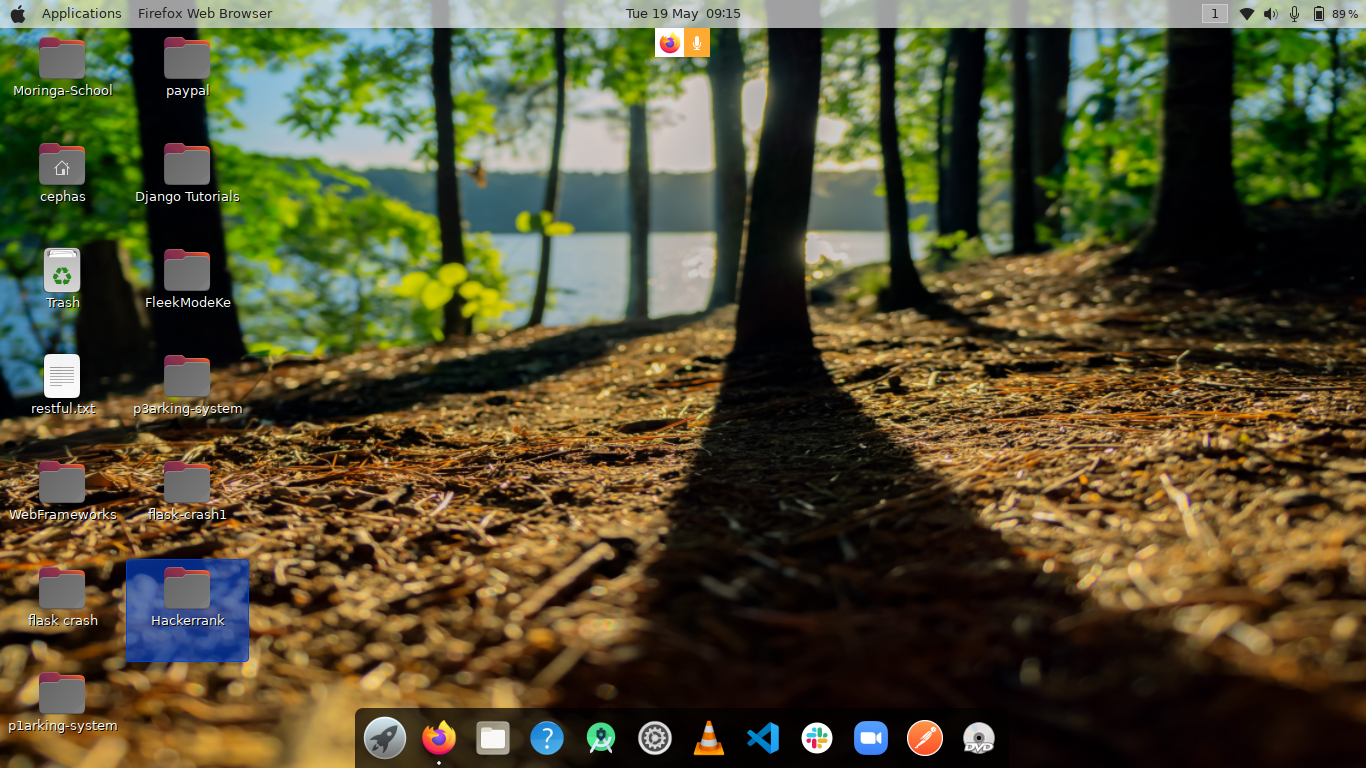 Applications Firefox Web Browser Tue 19 May 09:15 1 89 %
Moringa-School paypal
cephas Django Tutorials
Trash FleekModeKe
restful.txt p3arking-system
WebFrameworks flask-crash1
flask crash Hackerrank
p1arking-system
?
DVD